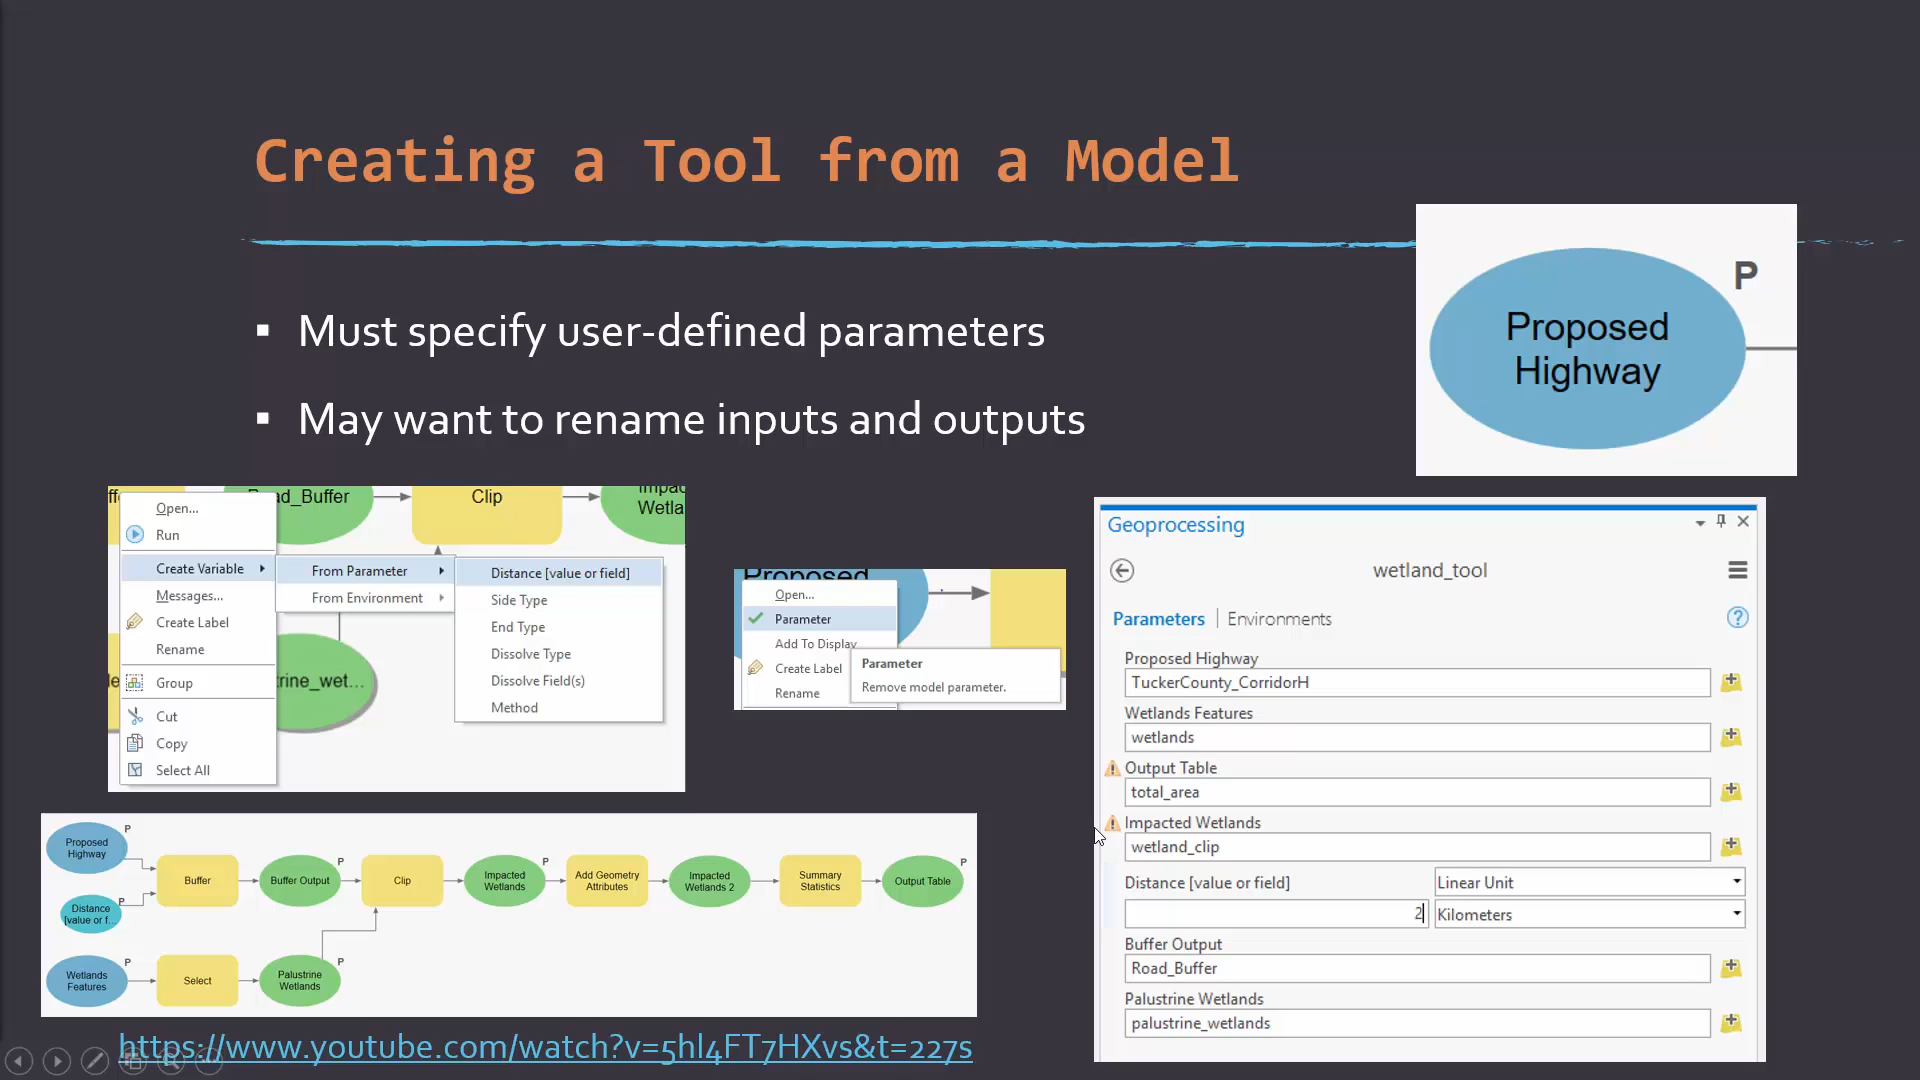 Creating a Tool from a Model
P
Proposed
Highway
▪ Must specify user-defined parameters
▪ May want to rename inputs and outputs
Road_Buffer
Clip
Impac
Wetla
Open...
Run
Create Variable
Messages...
Create Label
Rename
Group
Cut
Copy
Select All
From Parameter
From Environment
Distance [value or field]
Side Type
End Type
Dissolve Type
Dissolve Field(s)
Method
rine_wet...
Proposed
Open...
Parameter
Add To Display
Create Label
Rename
Parameter
Remove model parameter.
Geoprocessing
wetland_tool
Parameters | Environments
Proposed Highway
TuckerCounty_CorridorH
Wetlands Features
wetlands
Output Table
total_area
Impacted Wetlands
wetland_clip
Distance [value or field] Linear Unit
2 Kilometers
Buffer Output
Road_Buffer
Palustrine Wetlands
palustrine_wetlands
Proposed
Highway
P
Distance
[value or f...
P
Wetlands
Features
P
Buffer
Buffer Output
P
Clip
Impacted
Wetlands
P
Add Geometry
Attributes
Impacted
Wetlands 2
Summary
Statistics
Output Table
P
Select
Palustrine
Wetlands
P
https://www.youtube.com/watch?v=5hl4FT7HXvs&t=227s